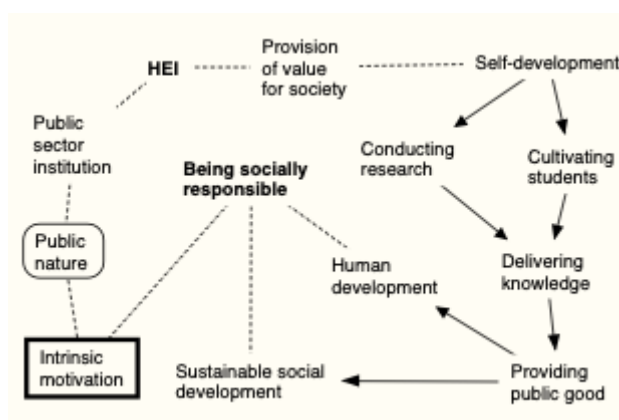 HEI
Provision
of value
for society
Self-development
Public
sector
institution
Being socially
responsible
Conducting
research
Cultivating
students
Public
nature
Human
development
Delivering
knowledge
Intrinsic
motivation
Sustainable social
development
Providing
public good